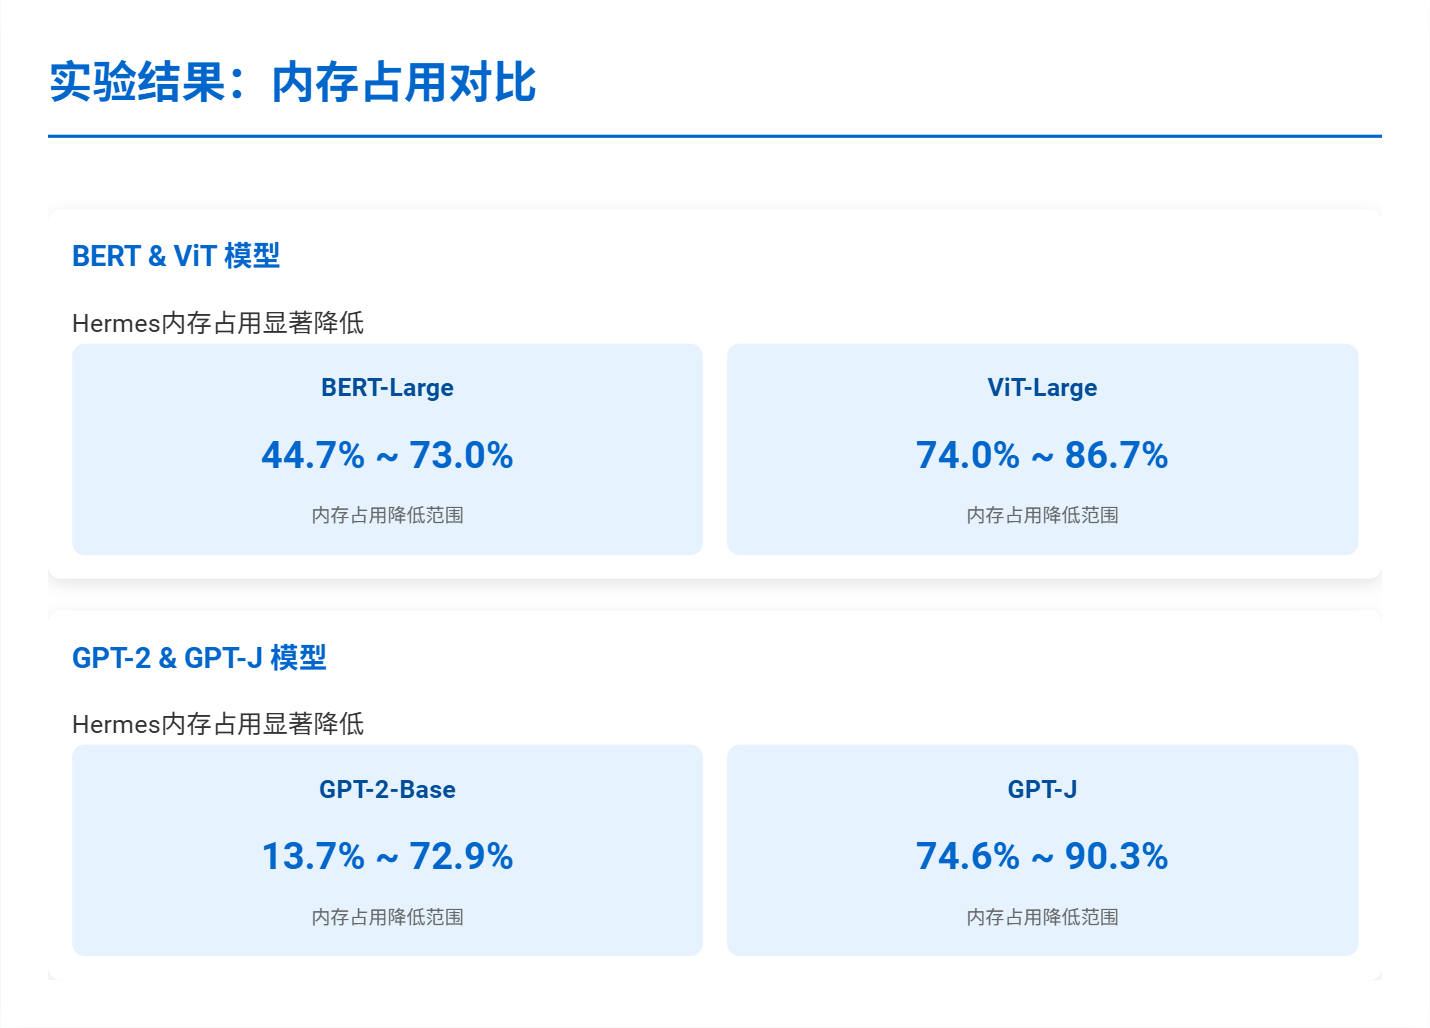 实验结果：内存占用对比
BERT & ViT 模型
Hermes内存占用显著降低
BERT-Large
44.7% ~ 73.0%
内存占用降低范围
ViT-Large
74.0% ~ 86.7%
内存占用降低范围
GPT-2 & GPT-J 模型
Hermes内存占用显著降低
GPT-2-Base
13.7% ~ 72.9%
内存占用降低范围
GPT-J
74.6% ~ 90.3%
内存占用降低范围